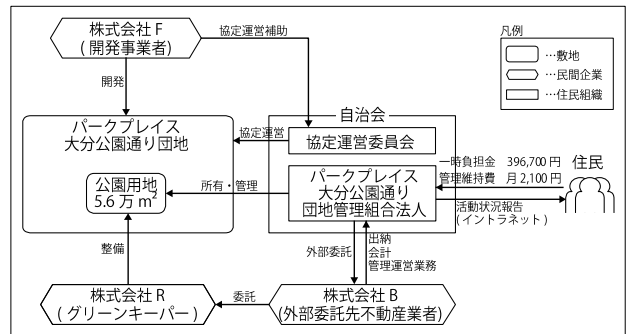 株式会社 F
( 開発事業者 )
協定運営補助
凡例
…敷地
…民間企業
…住民組織
開発
パークプレイス
大分公園通り団地
自治会
協定運営
協定運営委員会
公園用地
5.6 万 m²
所有・管理
パークプレイス
大分公園通り
団地管理組合法人
一時負担金 396,700 円
管理維持費 月 2,100 円
住民
活動状況報告
( イントラネット )
整備
外部委託
出納
会計
管理運営業務
株式会社 R
( グリーンキーパー )
委託
株式会社 B
(外部委託先不動産業者)